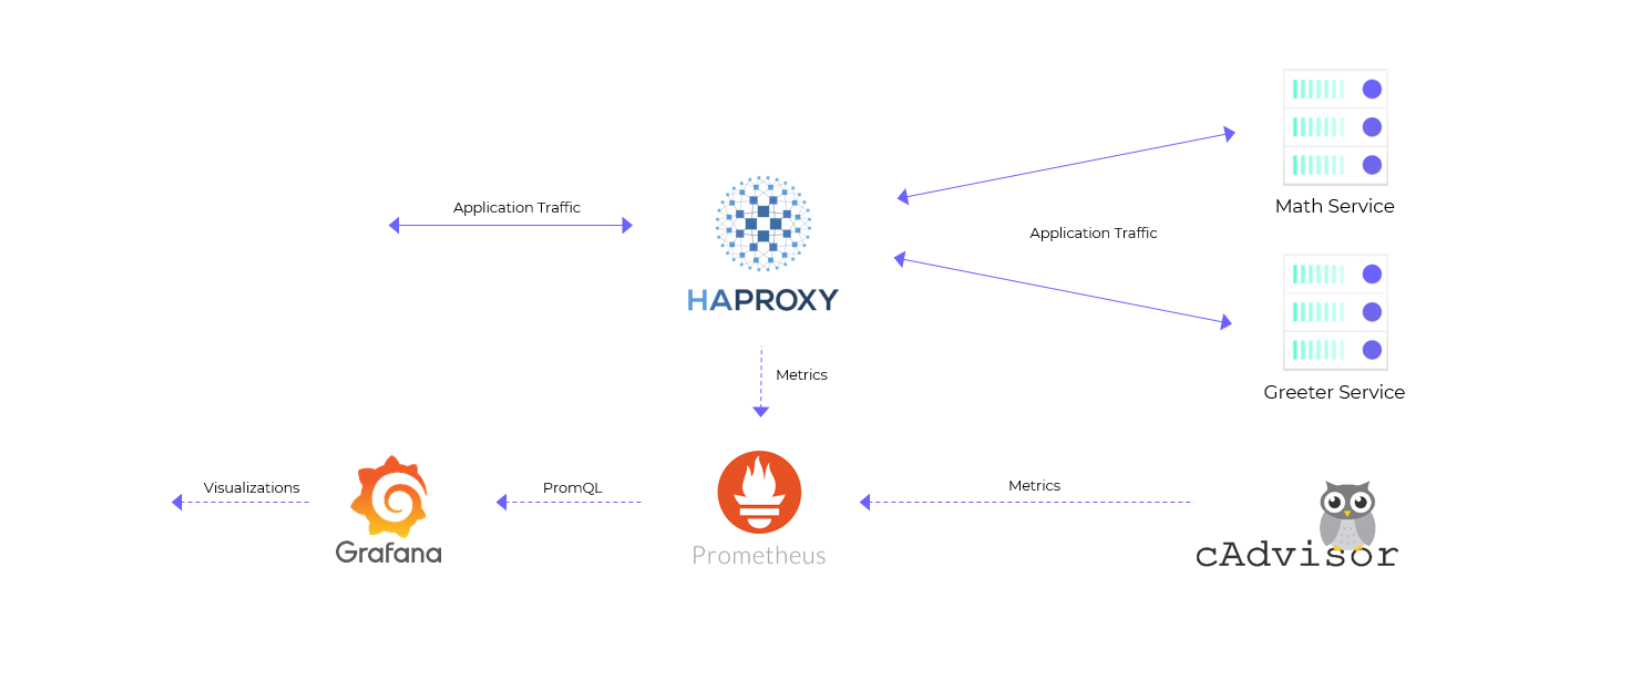 Math Service
Application Traffic
HAPROXY
Application Traffic
Greeter Service
Metrics
Visualizations
Grafana
PromQL
Prometheus
Metrics
cAdvisor